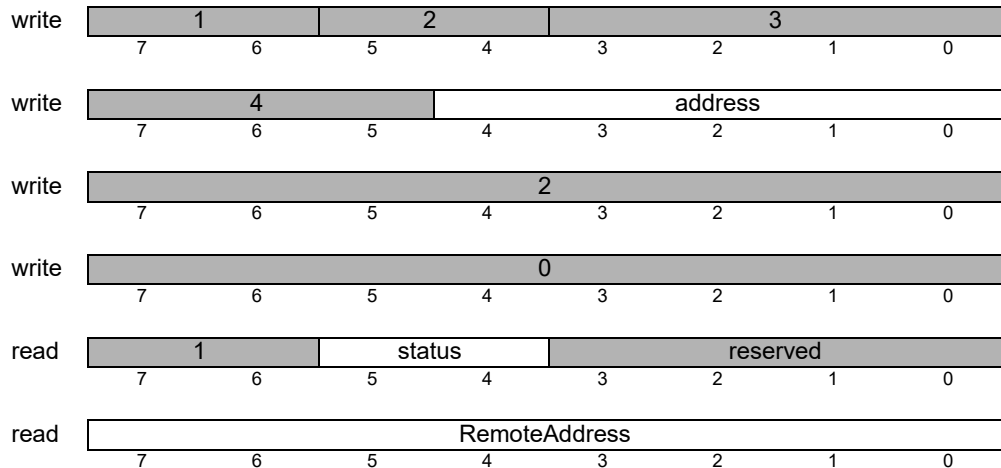 write 1 2 3
7 6 5 4 3 2 1 0
write 4 address
7 6 5 4 3 2 1 0
write 2
7 6 5 4 3 2 1 0
write 0
7 6 5 4 3 2 1 0
read 1 status reserved
7 6 5 4 3 2 1 0
read RemoteAddress
7 6 5 4 3 2 1 0